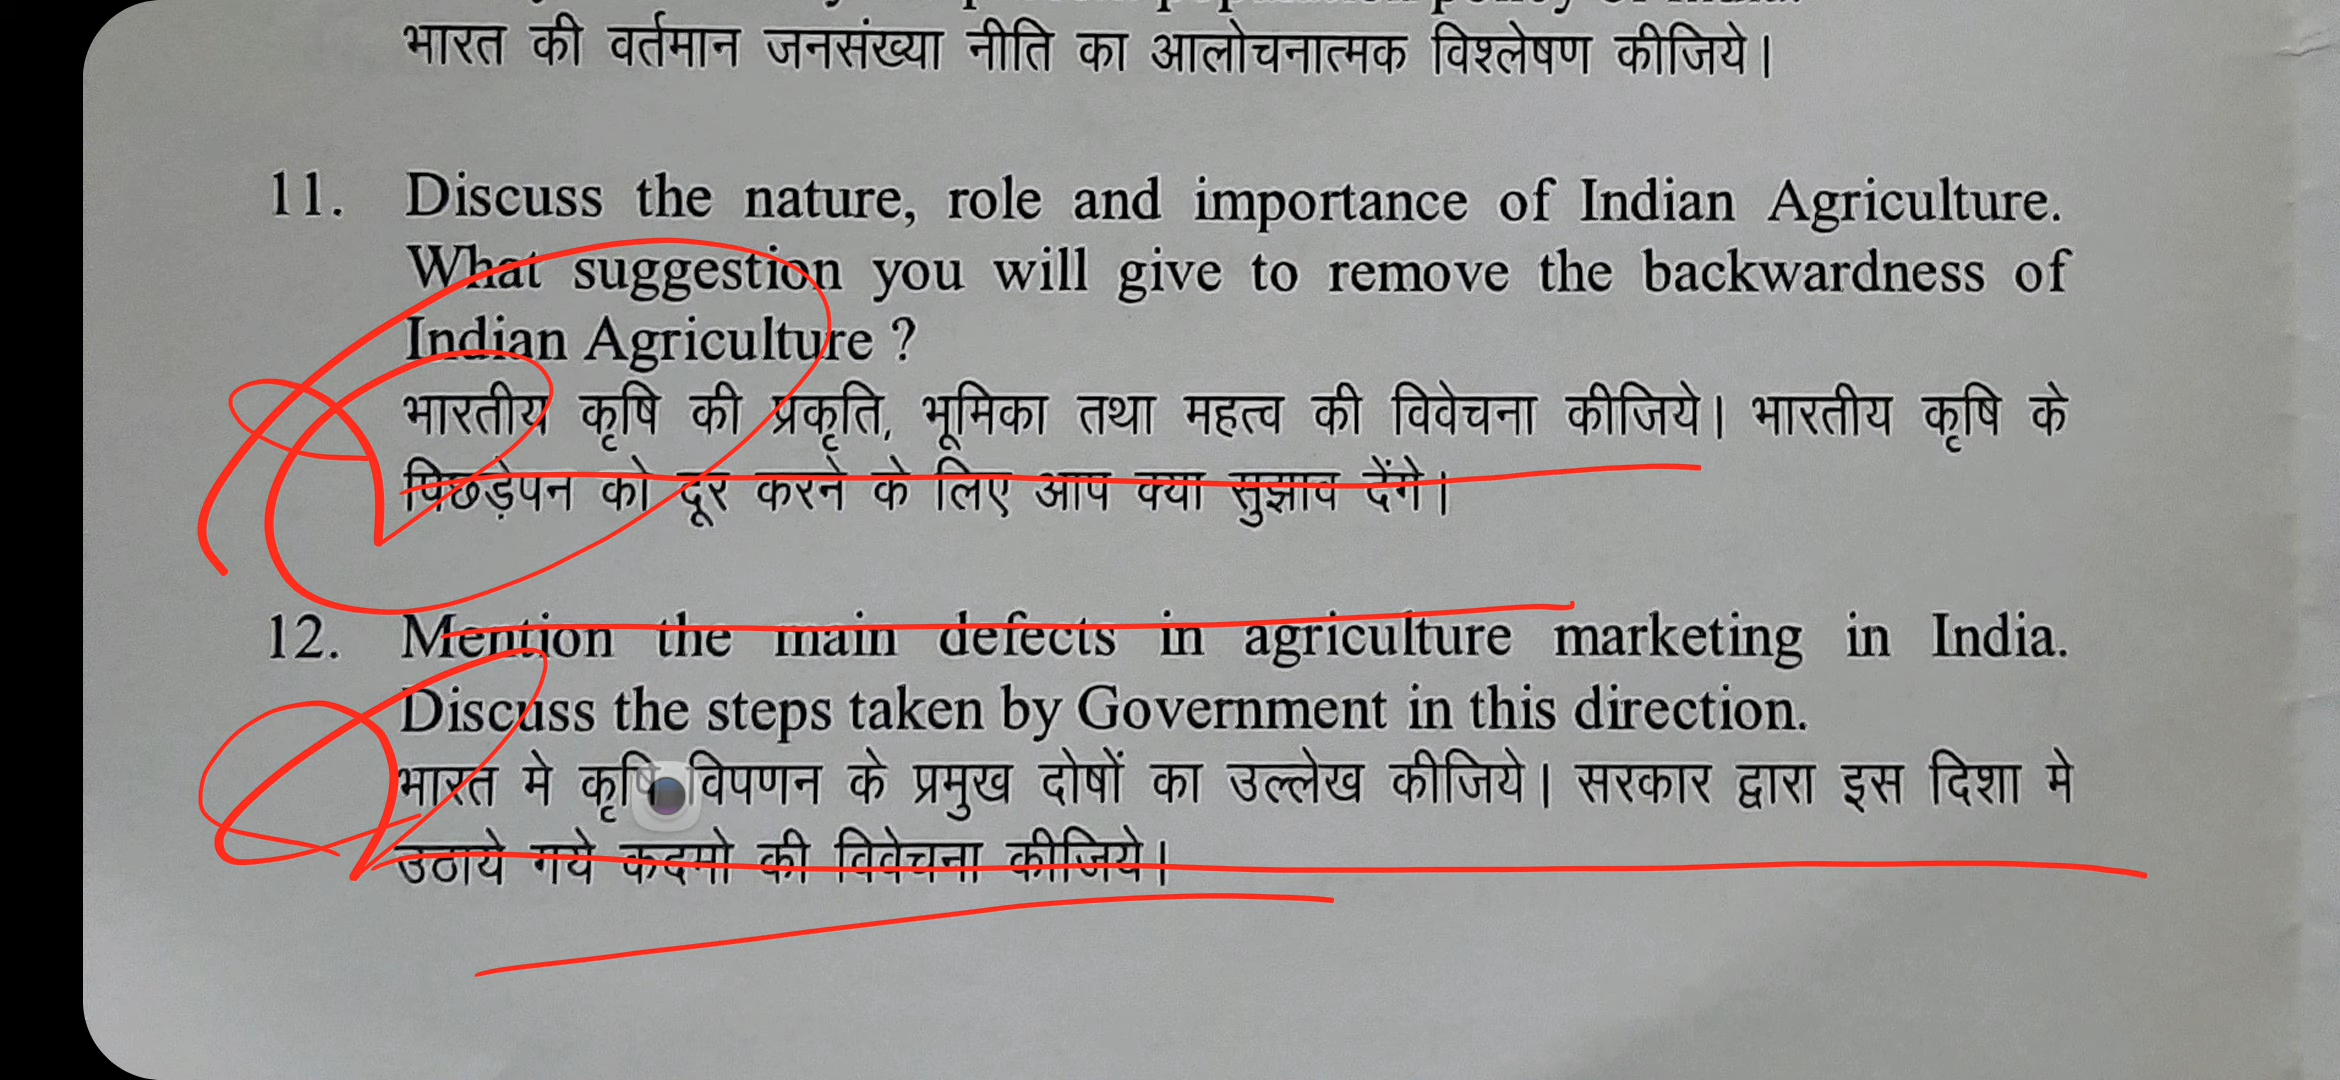 भारत की वर्तमान जनसंख्या नीति का आलोचनात्मक विश्लेषण कीजिये।
11. Discuss the nature, role and importance of Indian Agriculture.
What suggestion you will give to remove the backwardness of
Indian Agriculture ?
भारतीय कृषि की प्रकृति, भूमिका तथा महत्व की विवेचना कीजिये। भारतीय कृषि के
पिछड़ेपन को दूर करने के लिए आप क्या सुझाव देंगे।
12. Mention the main defects in agriculture marketing in India.
Discuss the steps taken by Government in this direction.
भारत मे कृषि विपणन के प्रमुख दोषों का उल्लेख कीजिये। सरकार द्वारा इस दिशा मे
उठाये गये कदमो की विवेचना कीजिये।